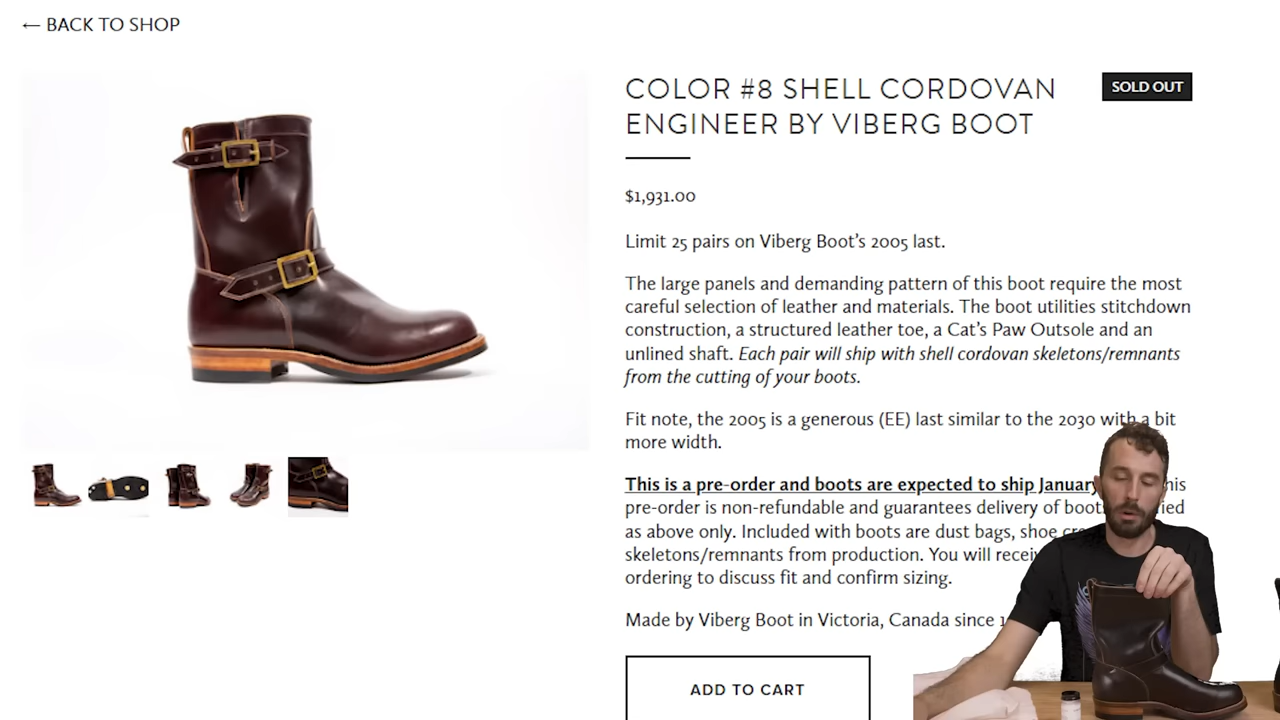 ← BACK TO SHOP
COLOR #8 SHELL CORDOVAN
ENGINEER BY VIBERG BOOT
SOLD OUT
$1,931.00
Limit 25 pairs on Viberg Boot’s 2005 last.
The large panels and demanding pattern of this boot require the most
careful selection of leather and materials. The boot utilities stitchdown
construction, a structured leather toe, a Cat’s Paw Outsole and an
unlined shaft. Each pair will ship with shell cordovan skeletons/remnants
from the cutting of your boots.
Fit note, the 2005 is a generous (EE) last similar to the 2030 with a bit
more width.
This is a pre-order and boots are expected to ship January
pre-order is non-refundable and guarantees delivery of
as above only. Included with boots are dust bags, shoe
skeletons/remnants from production. You will
ordering to discuss fit and confirm sizing.
Made by Viberg Boot in Victoria, Canada since
ADD TO CART